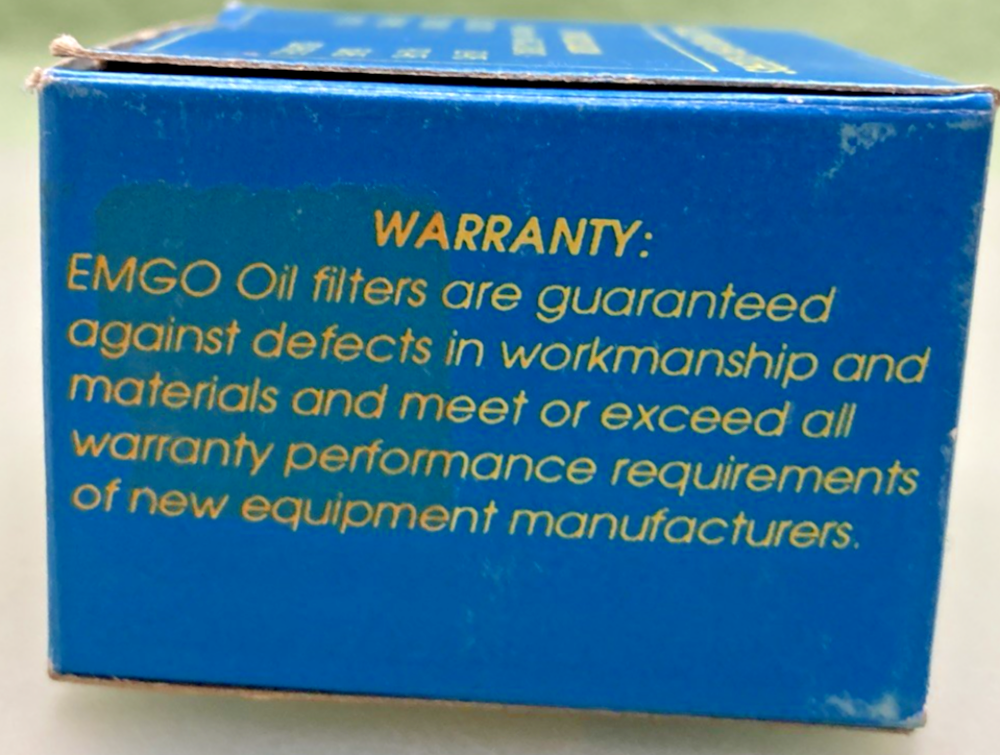 WARRANTY:
EMGO Oil filters are guaranteed
against defects in workmanship and
materials and meet or exceed all
warranty performance requirements
of new equipment manufacturers.